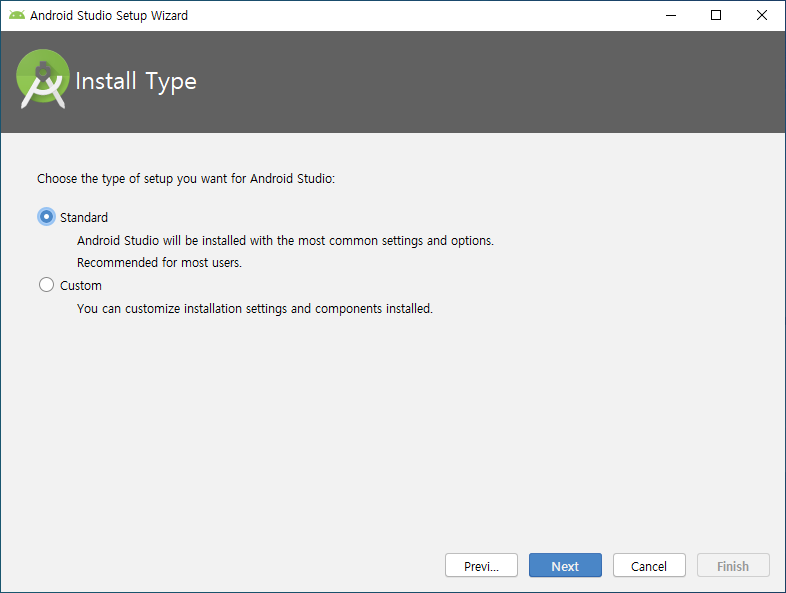 Android Studio Setup Wizard
Install Type
Choose the type of setup you want for Android Studio:
Standard
Android Studio will be installed with the most common settings and options.
Recommended for most users.
Custom
You can customize installation settings and components installed.
Previ... Next Cancel Finish